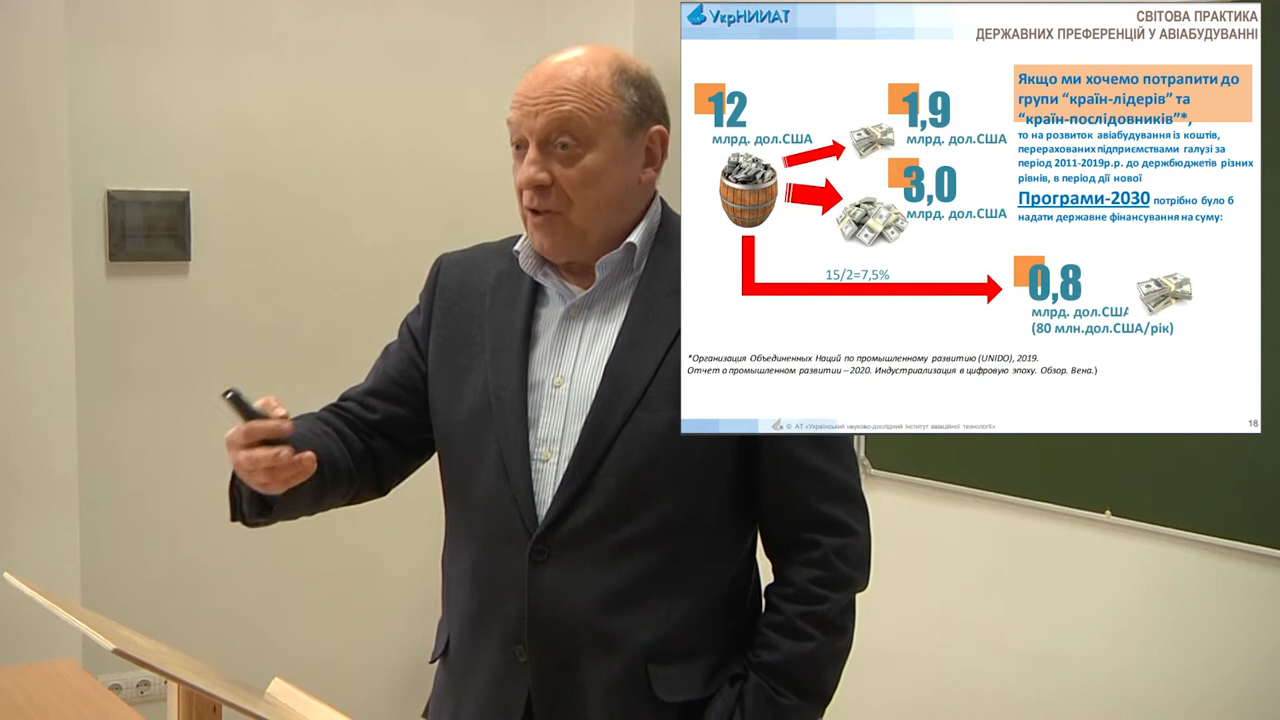 УкрНИИАТ
СВІТОВА ПРАКТИКА
ДЕРЖАВНИХ ПРЕФЕРЕНЦІЙ У АВІАБУДУВАННІ
12
млрд. дол.США
1,9
млрд. дол.США
3,0
млрд. дол.США
Якщо ми хочемо потрапити до
групи “країн-лідерів” та
“країн-послідовників”*,
то на розвиток авіабудування із коштів,
перерахованих підприємствами галузі за
період 2011-2019р.р. до держбюджетів різних
рівнів, в період дії нової
Програми-2030 потрібно було б
надати державне фінансування на суму:
15/2=7,5%
0,8
млрд. дол.США
(80 млн.дол.США/рік)
*Организация Объединенных Наций по промышленному развитию (UNIDO), 2019.
Отчет о промышленном развитии – 2020. Индустриализация в цифровую эпоху. Обзор. Вена.)
© АТ «Український науково-дослідний інститут авіаційної технології»
18